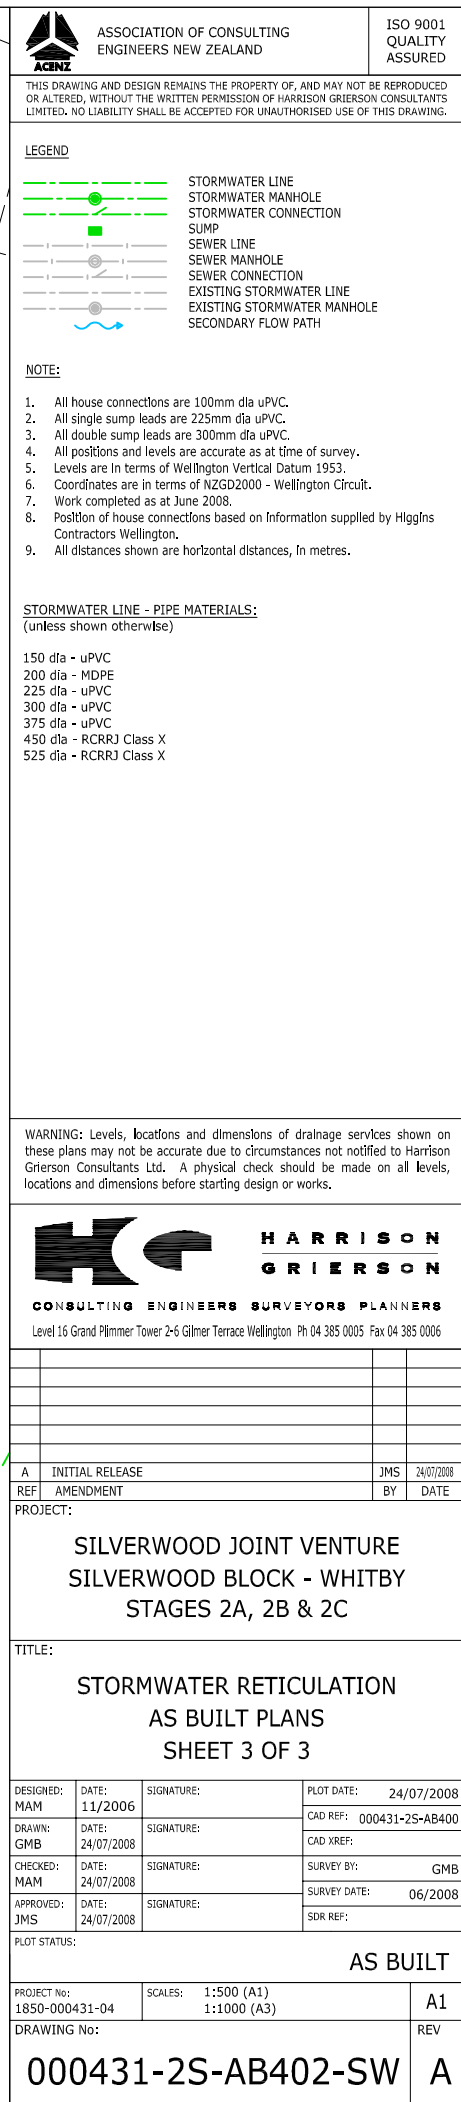 ACENZ
ASSOCIATION OF CONSULTING
ENGINEERS NEW ZEALAND
ISO 9001
QUALITY
ASSURED
THIS DRAWING AND DESIGN REMAINS THE PROPERTY OF, AND MAY NOT BE REPRODUCED
OR ALTERED, WITHOUT THE WRITTEN PERMISSION OF HARRISON GRIERSON CONSULTANTS
LIMITED. NO LIABILITY SHALL BE ACCEPTED FOR UNAUTHORISED USE OF THIS DRAWING.
LEGEND
STORMWATER LINE
STORMWATER MANHOLE
STORMWATER CONNECTION
SUMP
SEWER LINE
SEWER MANHOLE
SEWER CONNECTION
EXISTING STORMWATER LINE
EXISTING STORMWATER MANHOLE
SECONDARY FLOW PATH
NOTE:
1. All house connections are 100mm dia uPVC.
2. All single sump leads are 225mm dia uPVC.
3. All double sump leads are 300mm dia uPVC.
4. All positions and levels are accurate as at time of survey.
5. Levels are in terms of Wellington Vertical Datum 1953.
6. Coordinates are in terms of NZGD2000 - Wellington Circuit.
7. Work completed as at June 2008.
8. Position of house connections based on information supplied by Higgins
Contractors Wellington.
9. All distances shown are horizontal distances, in metres.
STORMWATER LINE - PIPE MATERIALS:
(unless shown otherwise)
150 dia - uPVC
200 dia - MDPE
225 dia - uPVC
300 dia - uPVC
375 dia - uPVC
450 dia - RCRRJ Class X
525 dia - RCRRJ Class X
WARNING: Levels, locations and dimensions of drainage services shown on
these plans may not be accurate due to circumstances not notified to Harrison
Grierson Consultants Ltd. A physical check should be made on all levels,
locations and dimensions before starting design or works.
HARRISON
GRIERSON
CONSULTING ENGINEERS SURVEYORS PLANNERS
Level 16 Grand Plimmer Tower 2-6 Gilmer Terrace Wellington Ph 04 385 0005 Fax 04 385 0006
A INITIAL RELEASE JMS 24/07/2008
REF AMENDMENT BY DATE
PROJECT:
SILVERWOOD JOINT VENTURE
SILVERWOOD BLOCK - WHITBY
STAGES 2A, 2B & 2C
TITLE:
STORMWATER RETICULATION
AS BUILT PLANS
SHEET 3 OF 3
DESIGNED: DATE: SIGNATURE:
MAM 11/2006
DRAWN: DATE: SIGNATURE:
GMB 24/07/2008
CHECKED: DATE: SIGNATURE:
MAM 24/07/2008
APPROVED: DATE: SIGNATURE:
JMS 24/07/2008
PLOT DATE: 24/07/2008
CAD REF: 000431-2S-AB400
CAD XREF:
SURVEY BY: GMB
SURVEY DATE: 06/2008
SDR REF:
PLOT STATUS:
AS BUILT
PROJECT No:
1850-000431-04
SCALES: 1:500 (A1)
1:1000 (A3)
A1
DRAWING No:
000431-2S-AB402-SW
REV
A